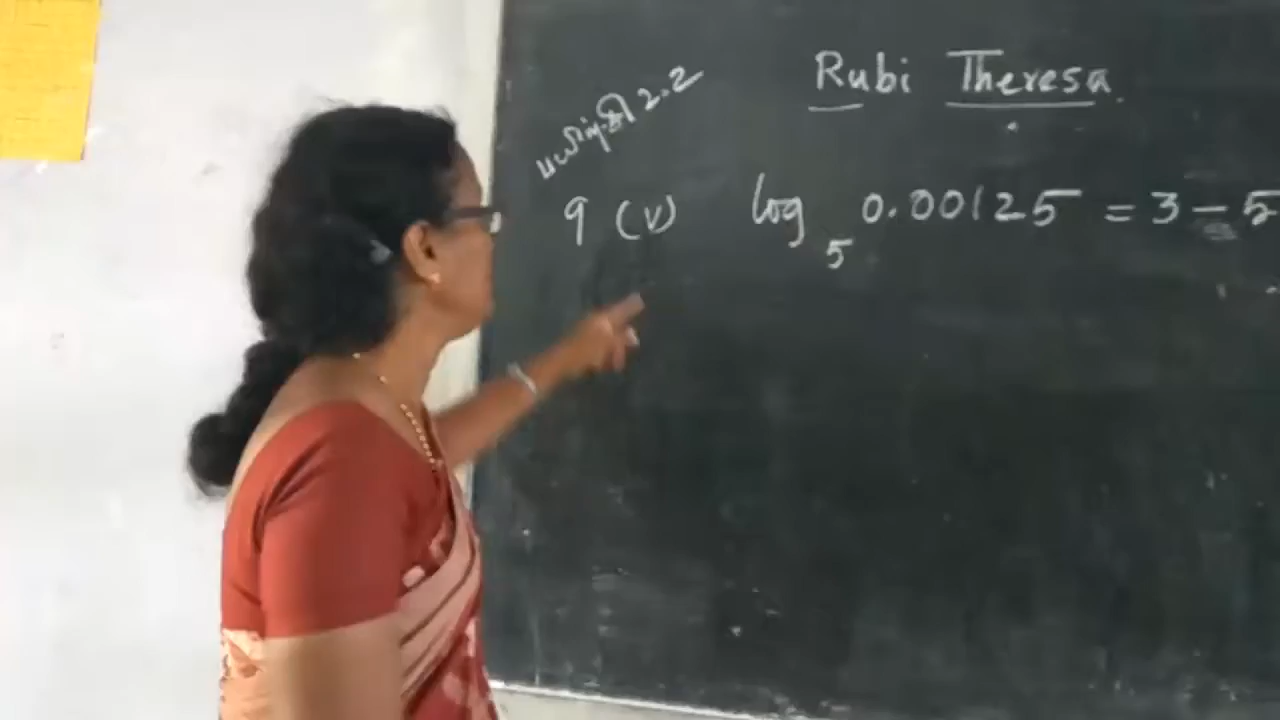 Rubi Theresa.
பயிற்சி 2.2
9 (v) log₅ 0.00125 = 3 – 5